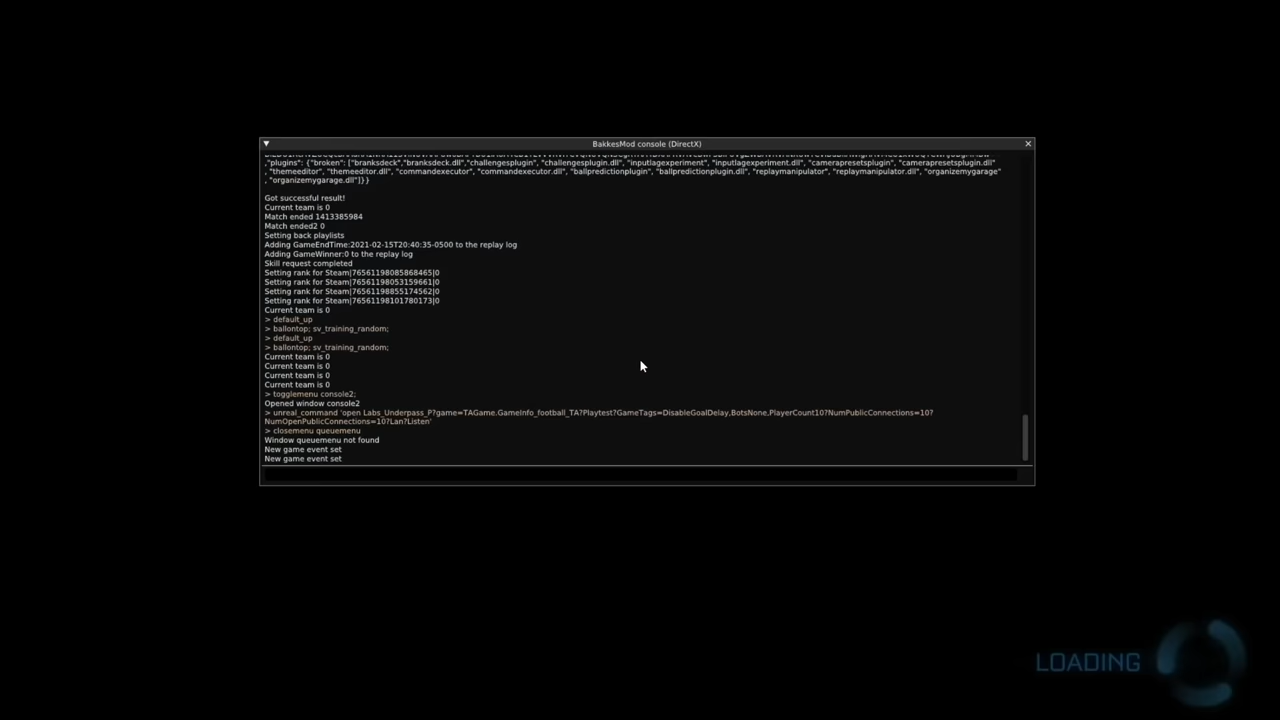 BakkesMod console (DirectX)
,"plugins": {"broken": ["branksdeck","branksdeck.dll","challengesplugin", "challengesplugin.dll", "inputlagexperiment", "inputlagexperiment.dll", "camerapresetsplugin", "camerapresetsplugin.dll"
, "themeeditor", "themeeditor.dll", "commandexecutor", "commandexecutor.dll", "ballpredictionplugin", "ballpredictionplugin.dll", "replaymanipulator", "replaymanipulator.dll", "organizemygarage"
, "organizemygarage.dll"]}}
Got successful result!
Current team is 0
Match ended 1413385984
Match ended2 0
Setting back playlists
Adding GameEndTime:2021-02-15T20:40:35-0500 to the replay log
Adding GameWinner:0 to the replay log
Skill request completed
Setting rank for Steam|76561198085868465|0
Setting rank for Steam|76561198053159661|0
Setting rank for Steam|76561198855174562|0
Setting rank for Steam|76561198101780173|0
Current team is 0
> default_up
> ballontop; sv_training_random;
> default_up
> ballontop; sv_training_random;
Current team is 0
Current team is 0
Current team is 0
Current team is 0
> togglemenu console2;
Opened window console2
> unreal_command 'open Labs_Underpass_P?game=TAGame.GameInfo_football_TA?Playtest?GameTags=DisableGoalDelay,BotsNone,PlayerCount10?NumPublicConnections=10?
NumOpenPublicConnections=10?Lan?Listen'
> closemenu queuemenu
Window queuemenu not found
New game event set
New game event set
LOADING